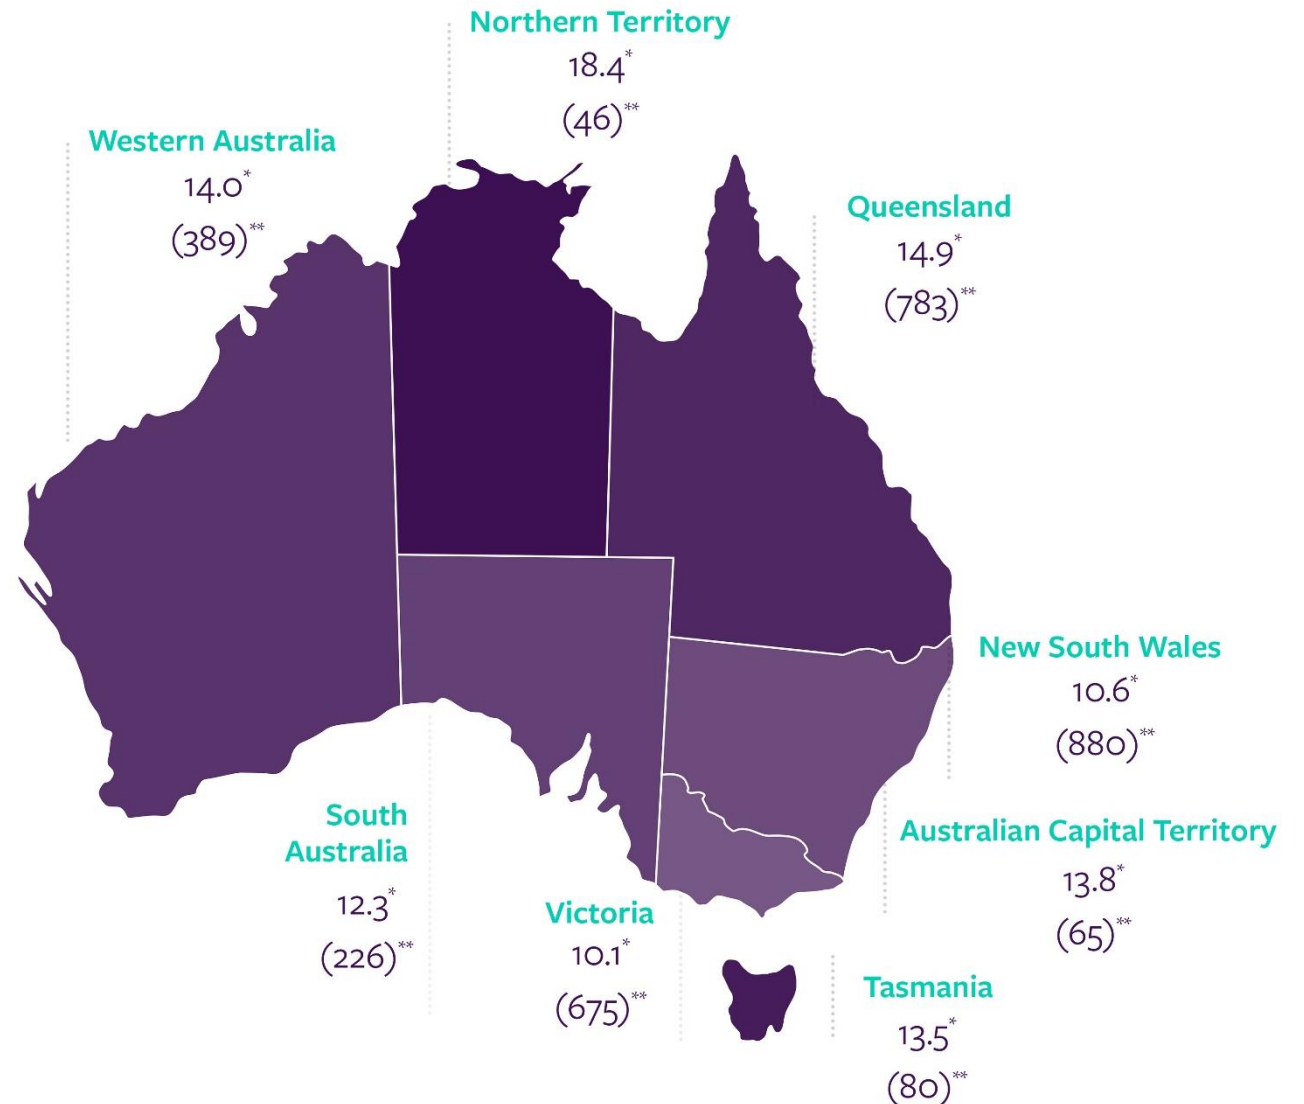 Northern Territory
18.4*
(46)**
Western Australia
14.0*
(389)**
Queensland
14.9*
(783)**
New South Wales
10.6*
(880)**
South
Australia
12.3*
(226)**
Australian Capital Territory
13.8*
(65)**
Victoria
10.1*
(675)**
Tasmania
13.5*
(80)**